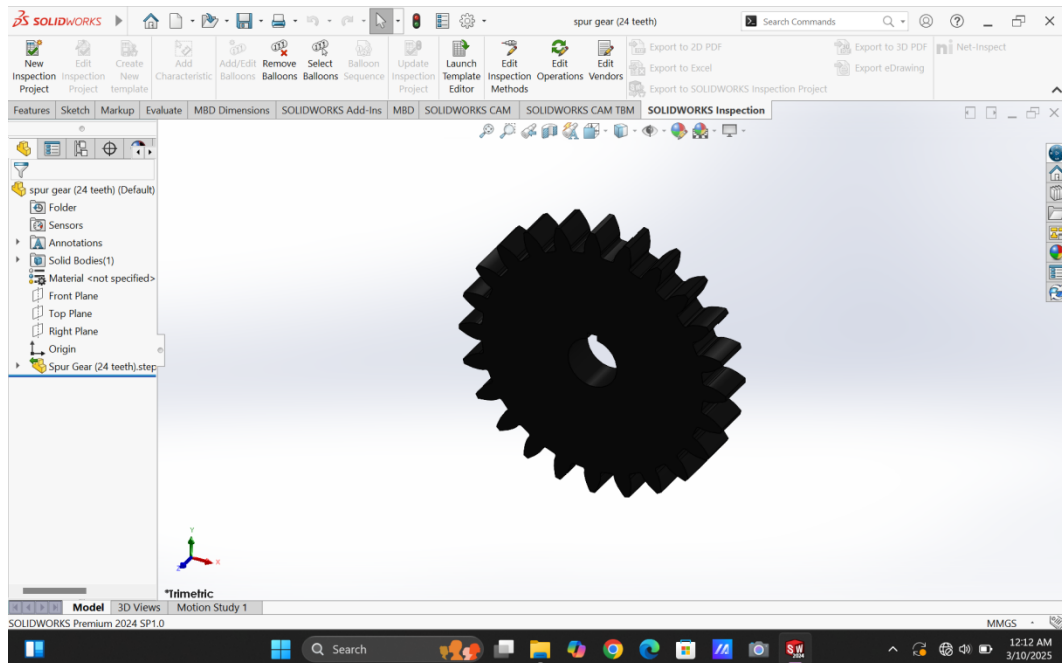 SOLIDWORKS
spur gear (24 teeth)
Search Commands
New Inspection Project
Edit Inspection Project
Create New template
Add Characteristic
Add/Edit Balloons
Remove Balloons
Select Balloons
Balloon Sequence
Update Inspection Project
Launch Template Editor
Edit Inspection Methods
Edit Operations
Edit Vendors
Export to 2D PDF
Export to Excel
Export to SOLIDWORKS Inspection Project
Export to 3D PDF
Export eDrawing
Net-Inspect
Features Sketch Markup Evaluate MBD Dimensions SOLIDWORKS Add-Ins MBD SOLIDWORKS CAM SOLIDWORKS CAM TBM SOLIDWORKS Inspection
spur gear (24 teeth) (Default)
Folder
Sensors
Annotations
Solid Bodies(1)
Material <not specified>
Front Plane
Top Plane
Right Plane
Origin
Spur Gear (24 teeth).step
Y
X
Z
*Trimetric
Model 3D Views Motion Study 1
SOLIDWORKS Premium 2024 SP1.0
MMGS
Search
SW
2024
12:12 AM
3/10/2025